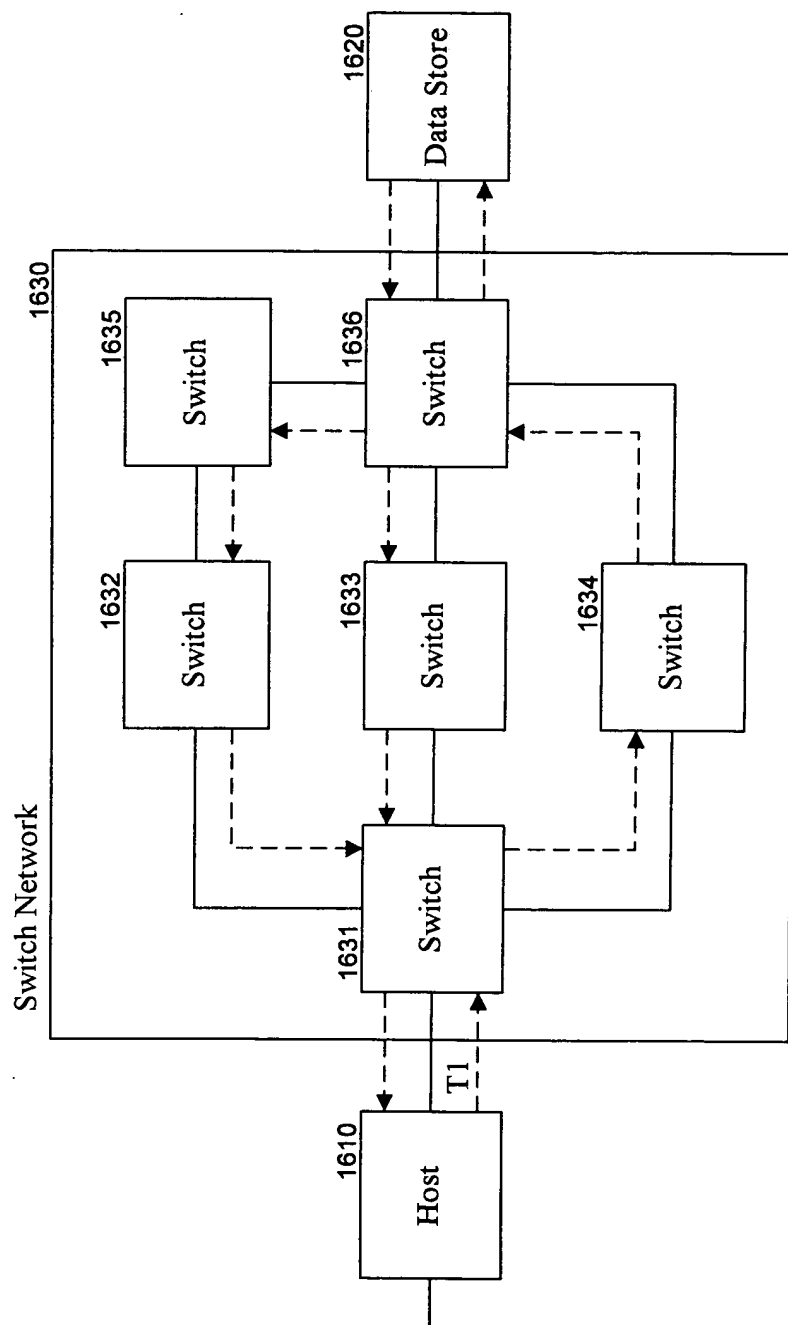 Switch Network
1630
1610
Host
T1
1631
Switch
1632
Switch
1635
Switch
1633
Switch
1636
Switch
1634
Switch
1620
Data Store